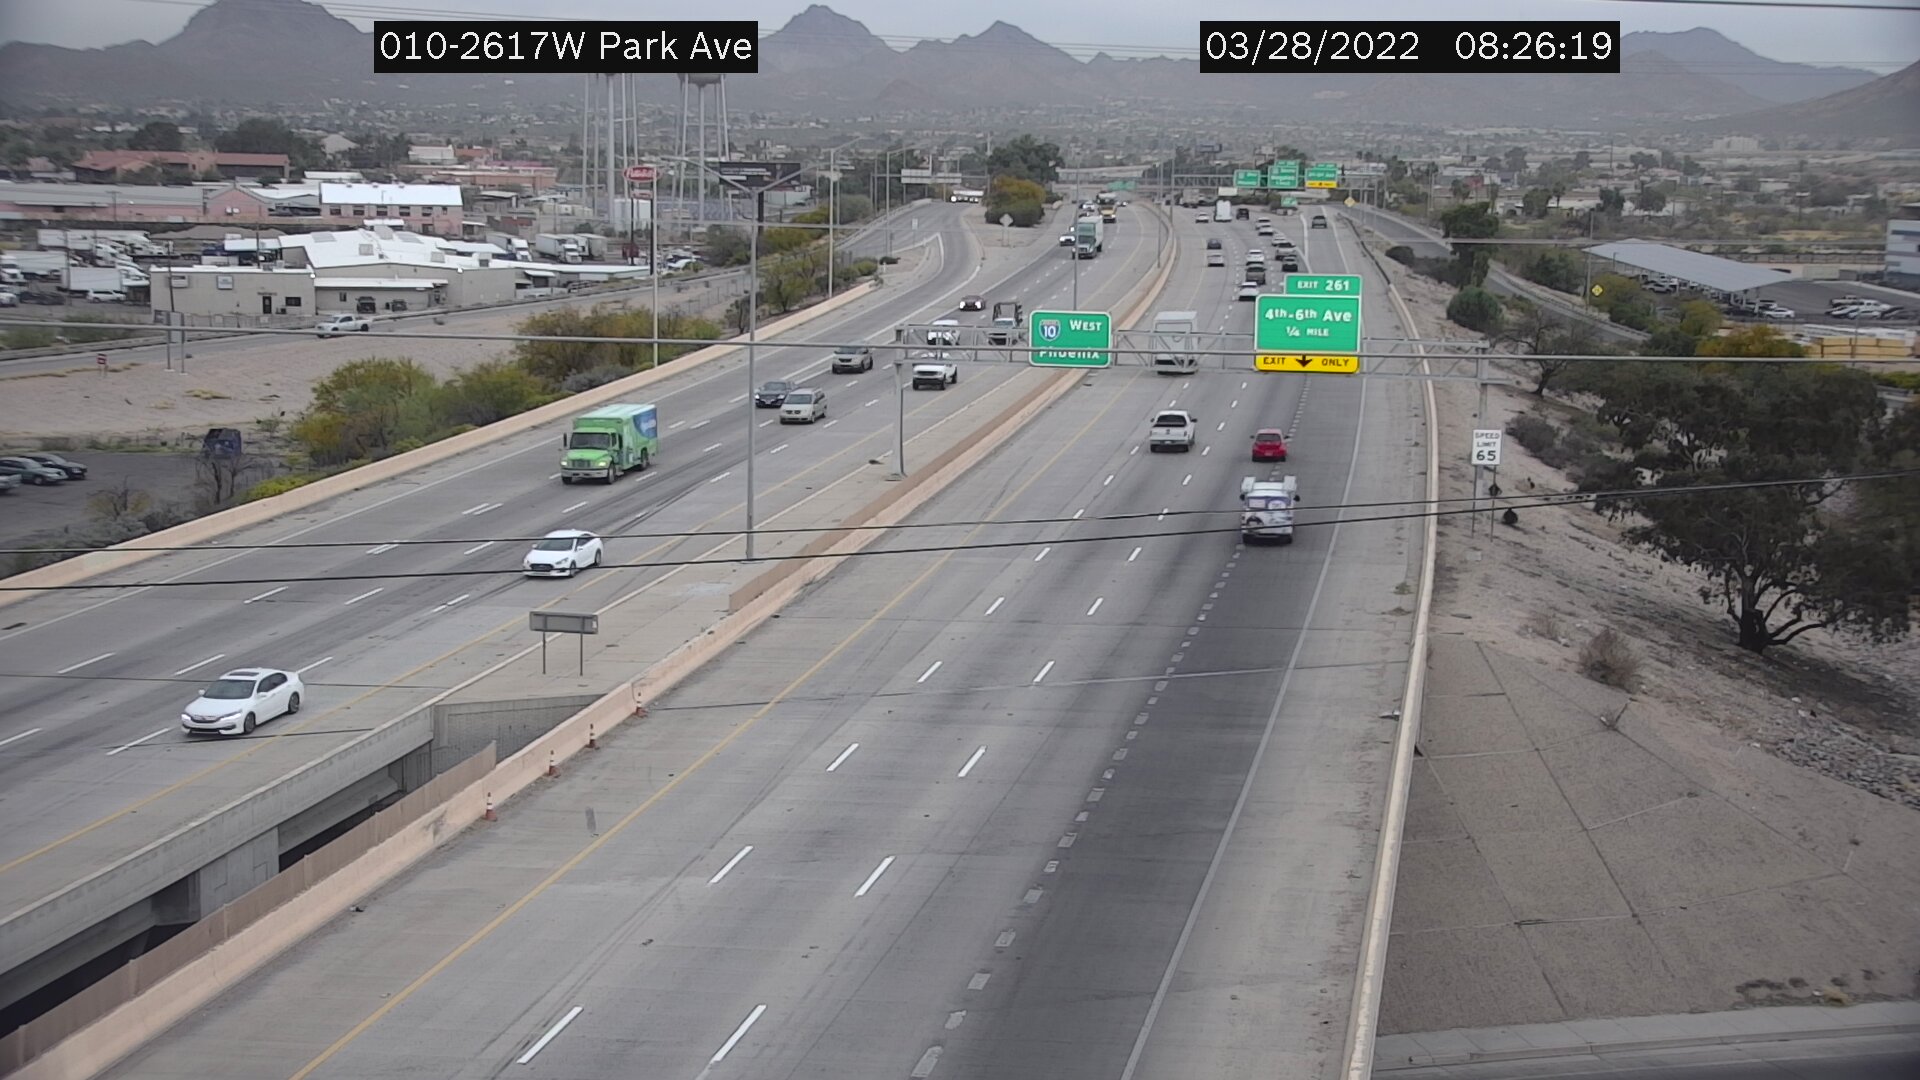 010-2617W Park Ave
03/28/2022 08:26:19
EXIT 261
4th-6th Ave
1/4 MILE
EXIT ONLY
10 WEST
Phoenix
SPEED
LIMIT
65